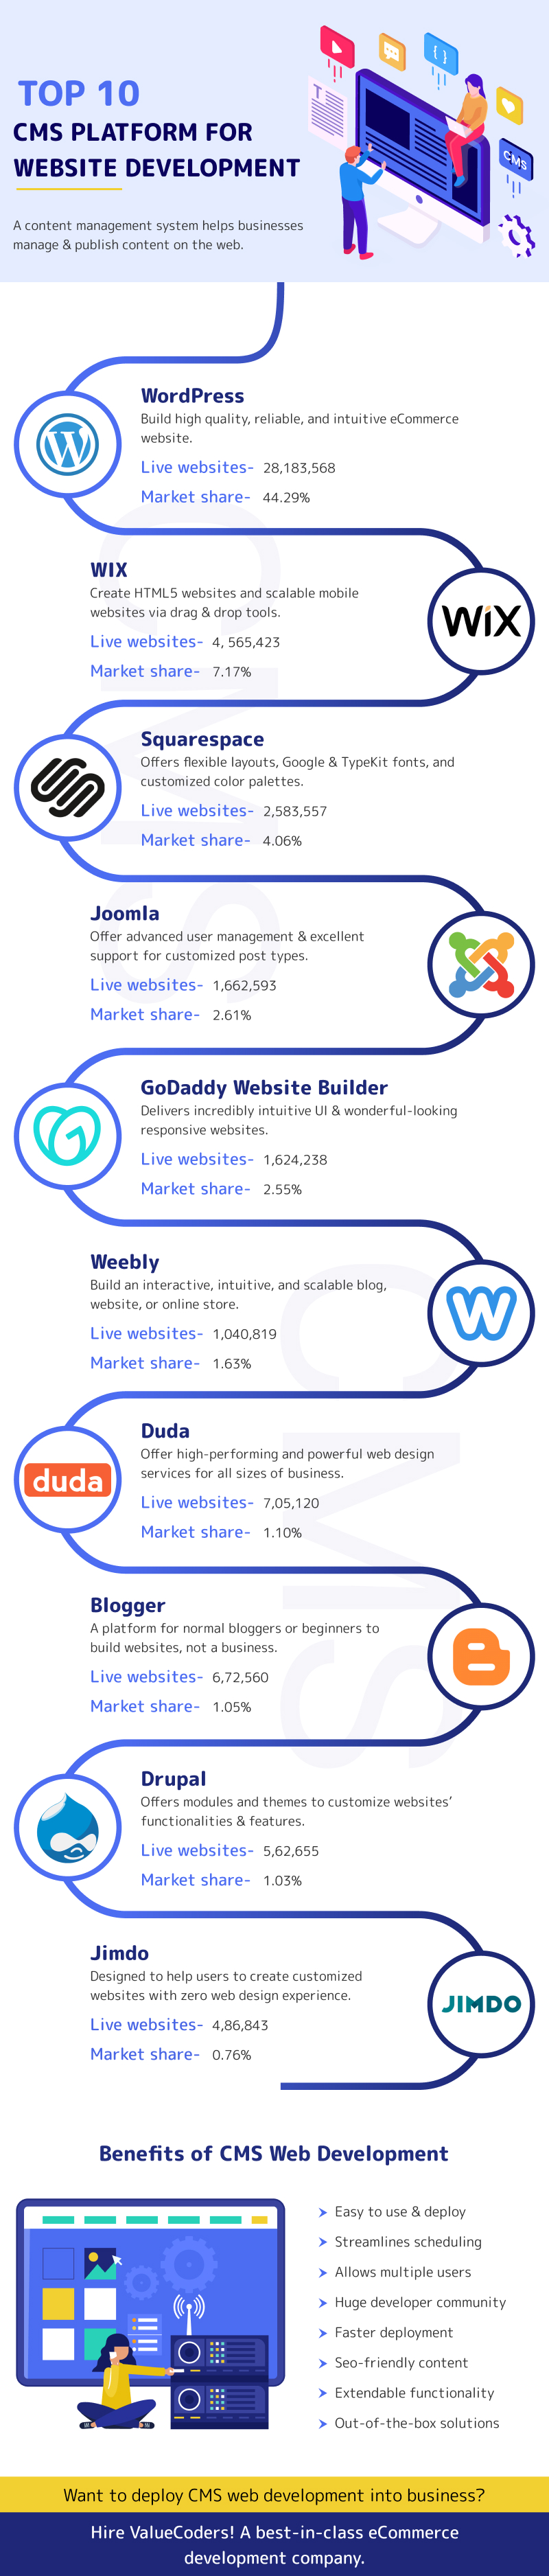 TOP 10
CMS PLATFORM FOR
WEBSITE DEVELOPMENT
A content management system helps businesses
manage & publish content on the web.
T
{ }
CMS
WordPress
Build high quality, reliable, and intuitive eCommerce
website.
Live websites- 28,183,568
Market share- 44.29%
WIX
Create HTML5 websites and scalable mobile
websites via drag & drop tools.
Live websites- 4, 565,423
Market share- 7.17%
WiX
CMS
Squarespace
Offers flexible layouts, Google & TypeKit fonts, and
customized color palettes.
Live websites- 2,583,557
Market share- 4.06%
Joomla
Offer advanced user management & excellent
support for customized post types.
Live websites- 1,662,593
Market share- 2.61%
GoDaddy Website Builder
Delivers incredibly intuitive UI & wonderful-looking
responsive websites.
Live websites- 1,624,238
Market share- 2.55%
Weebly
Build an interactive, intuitive, and scalable blog,
website, or online store.
Live websites- 1,040,819
Market share- 1.63%
CMS
duda
Duda
Offer high-performing and powerful web design
services for all sizes of business.
Live websites- 7,05,120
Market share- 1.10%
Blogger
A platform for normal bloggers or beginners to
build websites, not a business.
Live websites- 6,72,560
Market share- 1.05%
Drupal
Offers modules and themes to customize websites’
functionalities & features.
Live websites- 5,62,655
Market share- 1.03%
Jimdo
Designed to help users to create customized
websites with zero web design experience.
Live websites- 4,86,843
Market share- 0.76%
JIMDO
Benefits of CMS Web Development
Easy to use & deploy
Streamlines scheduling
Allows multiple users
Huge developer community
Faster deployment
Seo-friendly content
Extendable functionality
Out-of-the-box solutions
Want to deploy CMS web development into business?
Hire ValueCoders! A best-in-class eCommerce
development company.